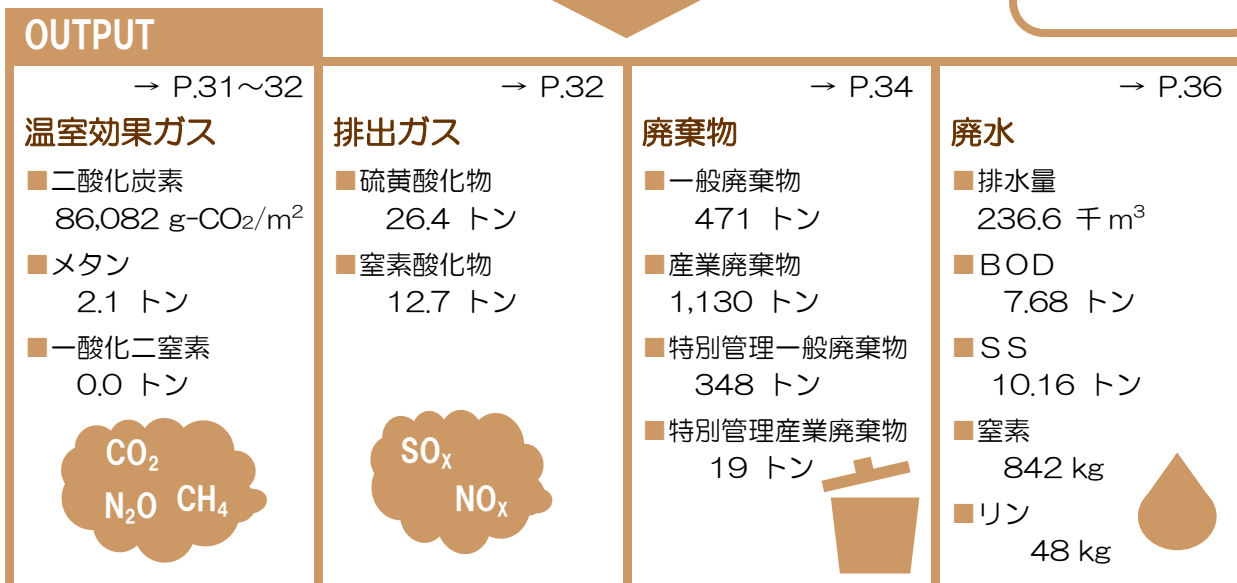 OUTPUT
→ P.31～32
温室効果ガス
■二酸化炭素
86,082 g-CO₂/m²
■メタン
2.1 トン
■一酸化二窒素
0.0 トン
CO₂
N₂O CH₄
→ P.32
排出ガス
■硫黄酸化物
26.4 トン
■窒素酸化物
12.7 トン
SOₓ
NOₓ
→ P.34
廃棄物
■一般廃棄物
471 トン
■産業廃棄物
1,130 トン
■特別管理一般廃棄物
348 トン
■特別管理産業廃棄物
19 トン
→ P.36
廃水
■排水量
236.6 千m³
■ＢＯＤ
7.68 トン
■ＳＳ
10.16 トン
■窒素
842 kg
■リン
48 kg